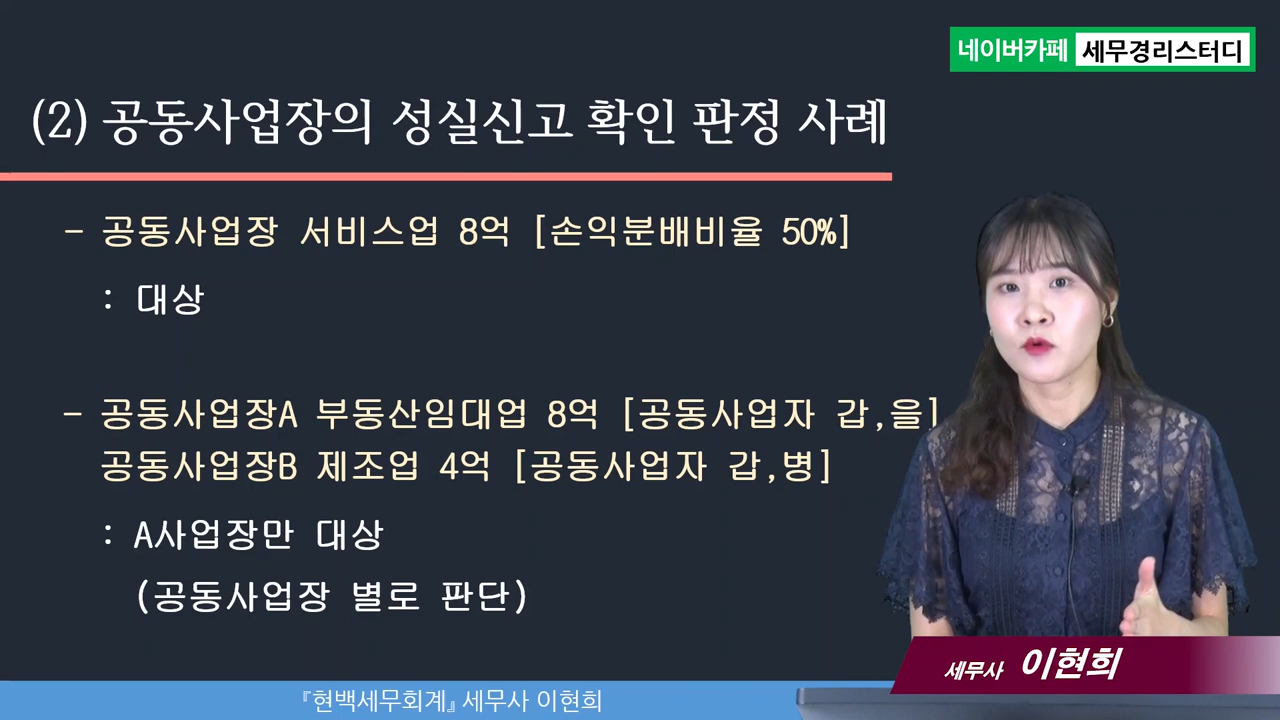 네이버카페 세무경리스터디
(2) 공동사업장의 성실신고 확인 판정 사례
- 공동사업장 서비스업 8억 [손익분배비율 50%]
: 대상
- 공동사업장A 부동산임대업 8억 [공동사업자 갑,을]
공동사업장B 제조업 4억 [공동사업자 갑,병]
: A사업장만 대상
(공동사업장 별로 판단)
세무사 이현희
『현백세무회계』 세무사 이현희